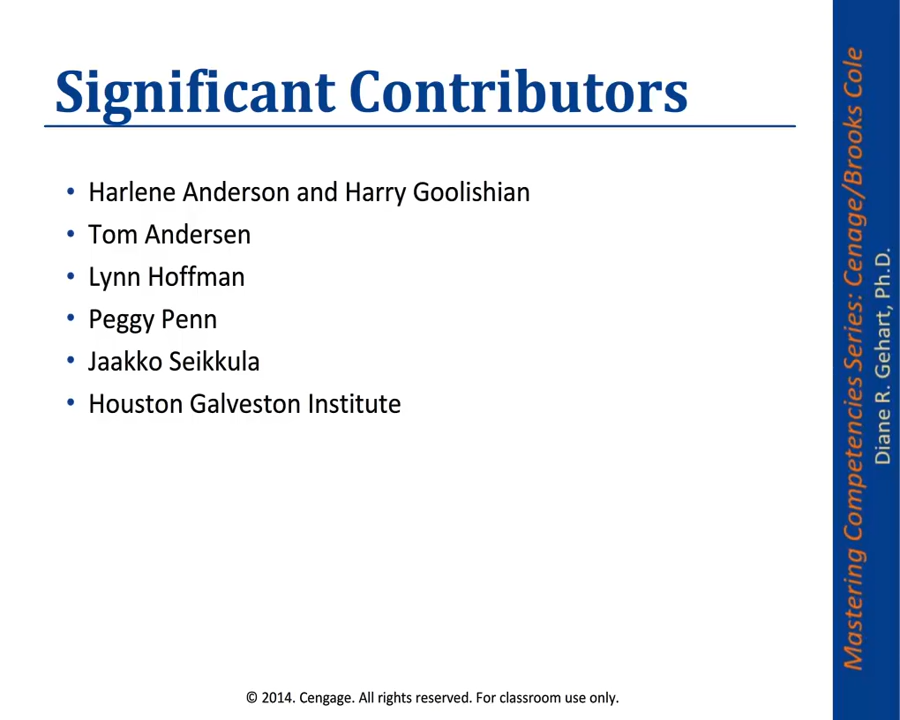 Significant Contributors
• Harlene Anderson and Harry Goolishian
• Tom Andersen
• Lynn Hoffman
• Peggy Penn
• Jaakko Seikkula
• Houston Galveston Institute
© 2014. Cengage. All rights reserved. For classroom use only.
Mastering Competencies Series: Cenage/Brooks Cole
Diane R. Gehart, Ph.D.